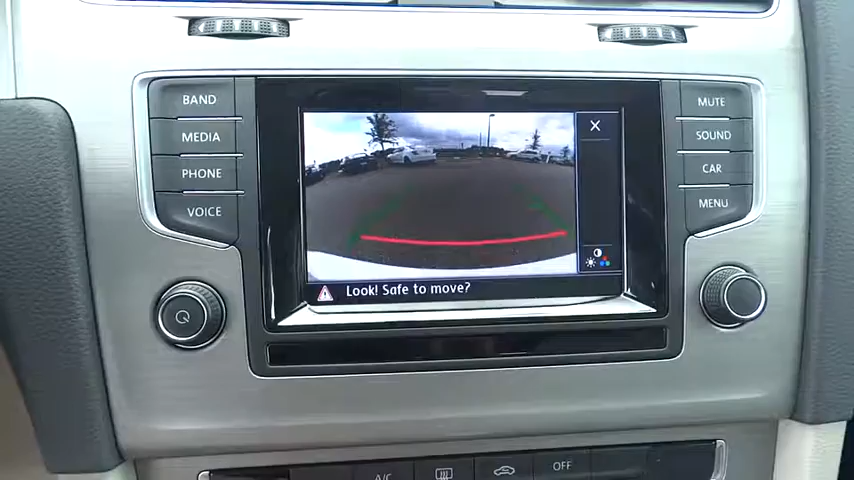 BAND
MEDIA
PHONE
VOICE
MUTE
SOUND
CAR
MENU
Look! Safe to move?
A/C
OFF